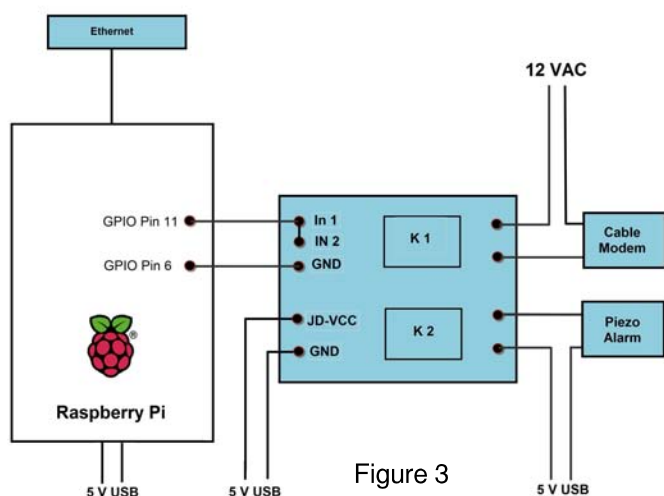 Ethernet
12 VAC
GPIO Pin 11
In 1
IN 2
K 1
Cable
Modem
GPIO Pin 6
GND
JD-VCC
K 2
Piezo
Alarm
GND
®
Raspberry Pi
Figure 3
5 V USB
5 V USB
5 V USB